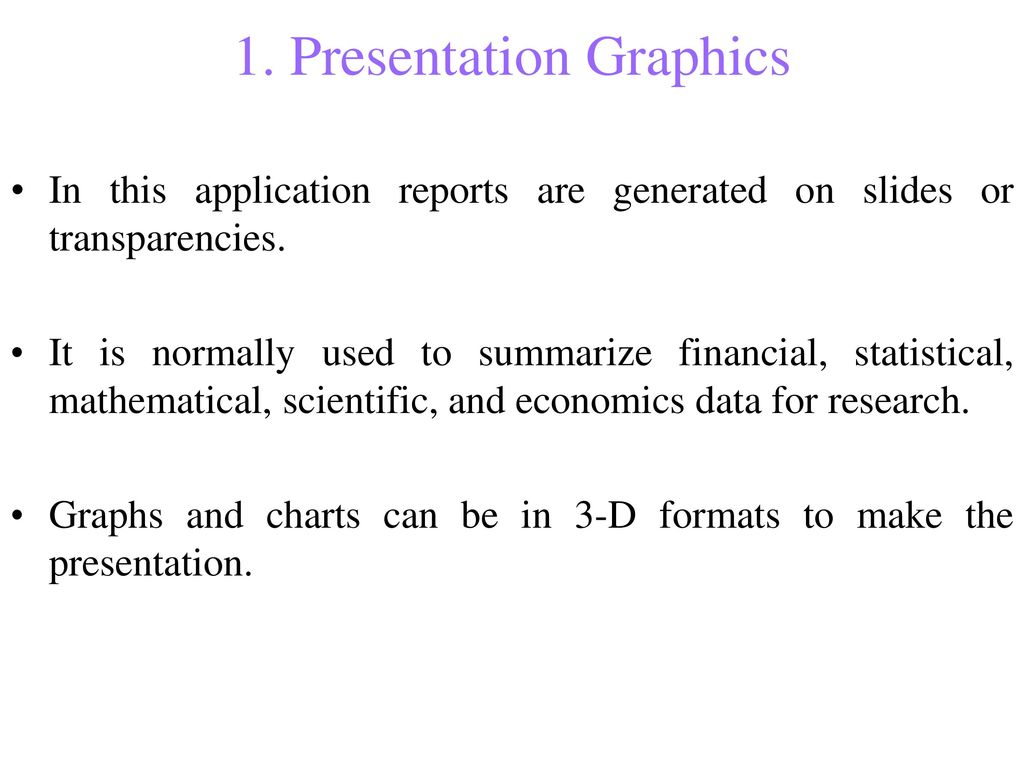 1. Presentation Graphics
• In this application reports are generated on slides or
transparencies.
• It is normally used to summarize financial, statistical,
mathematical, scientific, and economics data for research.
• Graphs and charts can be in 3-D formats to make the
presentation.